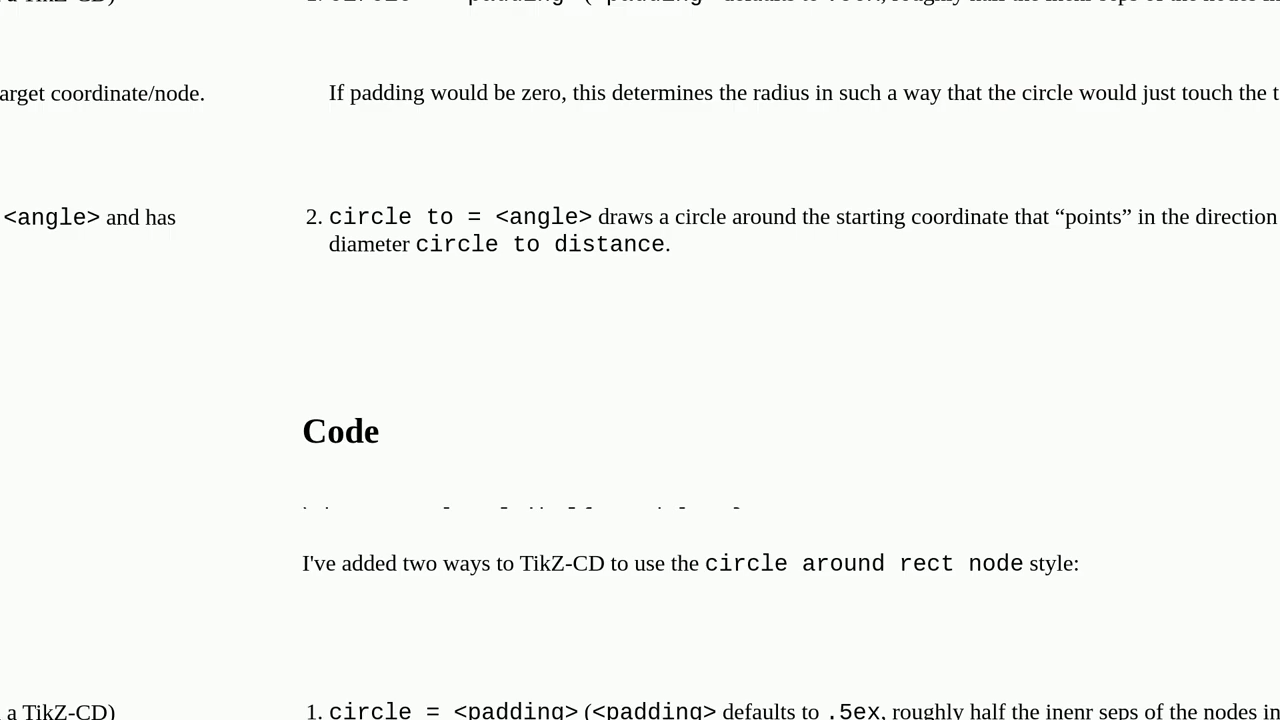 arget coordinate/node.
If padding would be zero, this determines the radius in such a way that the circle would just touch the t
<angle> and has
2. circle to = <angle> draws a circle around the starting coordinate that “points” in the direction
diameter circle to distance.
Code
I've added two ways to TikZ-CD to use the circle around rect node style:
a TikZ-CD)
1. circle = <padding> (<padding> defaults to .5ex, roughly half the inenr seps of the nodes in